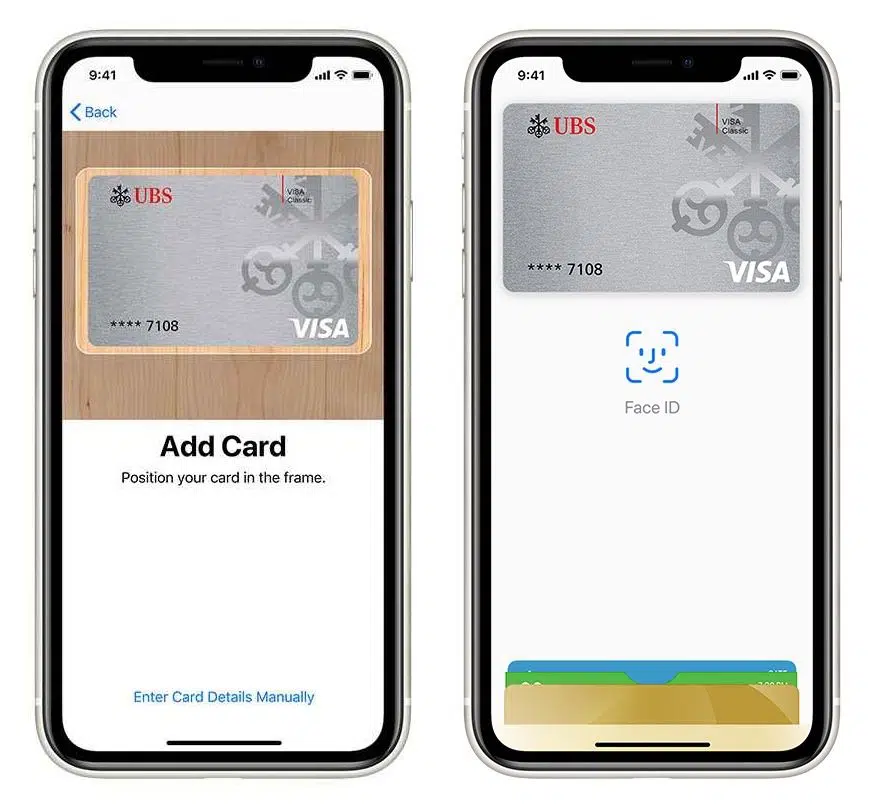 9:41
Back
UBS
VISA
Classic
**** 7108
VISA
Add Card
Position your card in the frame.
Enter Card Details Manually
9:41
UBS
VISA
Classic
**** 7108
VISA
Face ID